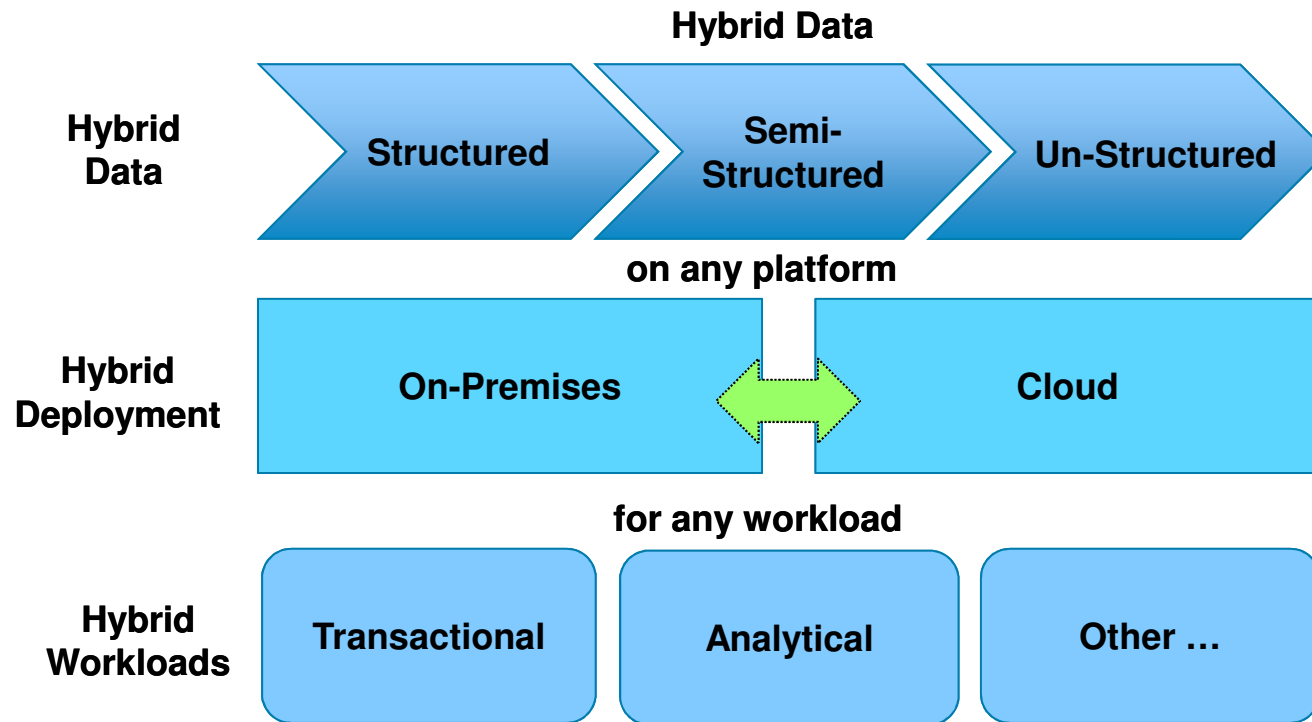 Hybrid Data
Hybrid
Data
Structured
Semi-
Structured
Un-Structured
on any platform
Hybrid
Deployment
On-Premises
Cloud
for any workload
Hybrid
Workloads
Transactional
Analytical
Other …